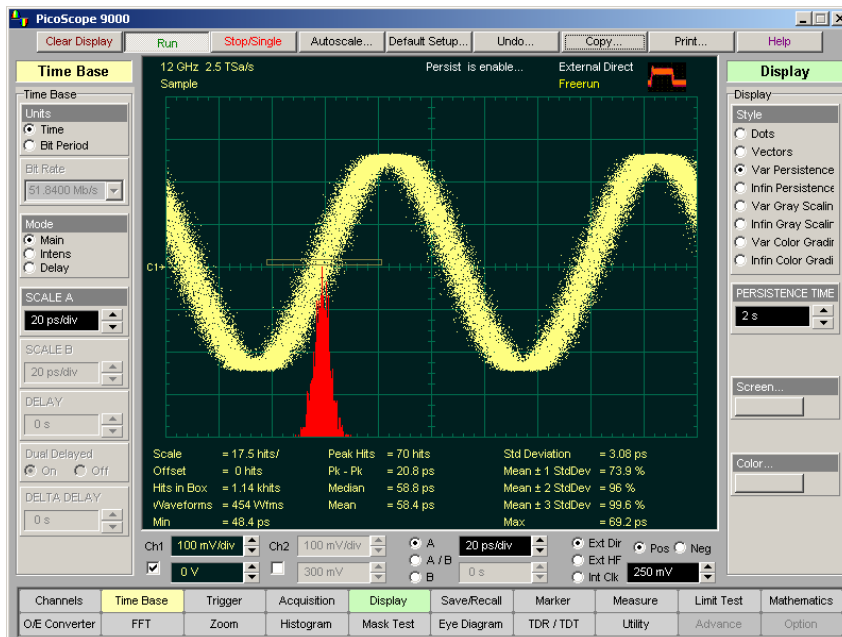 PicoScope 9000
Clear Display Run Stop/Single Autoscale... Default Setup... Undo... Copy... Print... Help
Time Base
Time Base
Units
Time
Bit Period
Bit Rate
51.8400 Mb/s
Mode
Main
Intens
Delay
SCALE A
20 ps/div
SCALE B
20 ps/div
DELAY
0 s
Dual Delayed
On Off
DELTA DELAY
0 s
12 GHz 2.5 TSa/s Persist is enable... External Direct
Sample Freerun
C1
Scale = 17.5 hits/ Peak Hits = 70 hits Std Deviation = 3.08 ps
Offset = 0 hits Pk - Pk = 20.8 ps Mean ± 1 StdDev = 73.9 %
Hits in Box = 1.14 khits Median = 58.8 ps Mean ± 2 StdDev = 96 %
Waveforms = 454 Wfms Mean = 58.4 ps Mean ± 3 StdDev = 99.6 %
Min = 48.4 ps Max = 69.2 ps
Ch1 100 mV/div Ch2 100 mV/div A 20 ps/div Ext Dir Pos Neg
A / B Ext HF
0 V 300 mV B 0 s Int Clk 250 mV
Display
Display
Style
Dots
Vectors
Var Persistence
Infin Persistence
Var Gray Scalin
Infin Gray Scalin
Var Color Gradir
Infin Color Gradi
PERSISTENCE TIME
2 s
Screen...
Color...
Channels Time Base Trigger Acquisition Display Save/Recall Marker Measure Limit Test Mathematics
O/E Converter FFT Zoom Histogram Mask Test Eye Diagram TDR / TDT Utility Advance Option